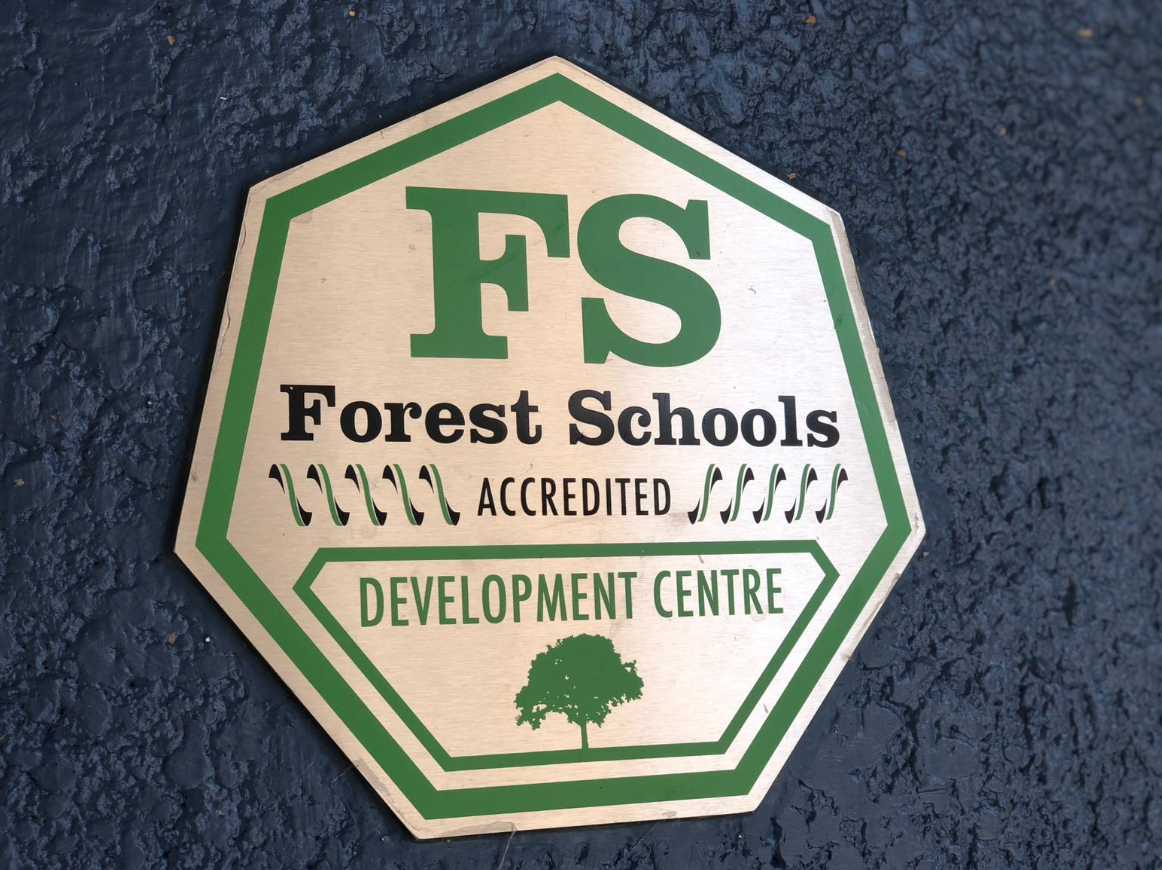 FS
Forest Schools
ACCREDITED
DEVELOPMENT CENTRE